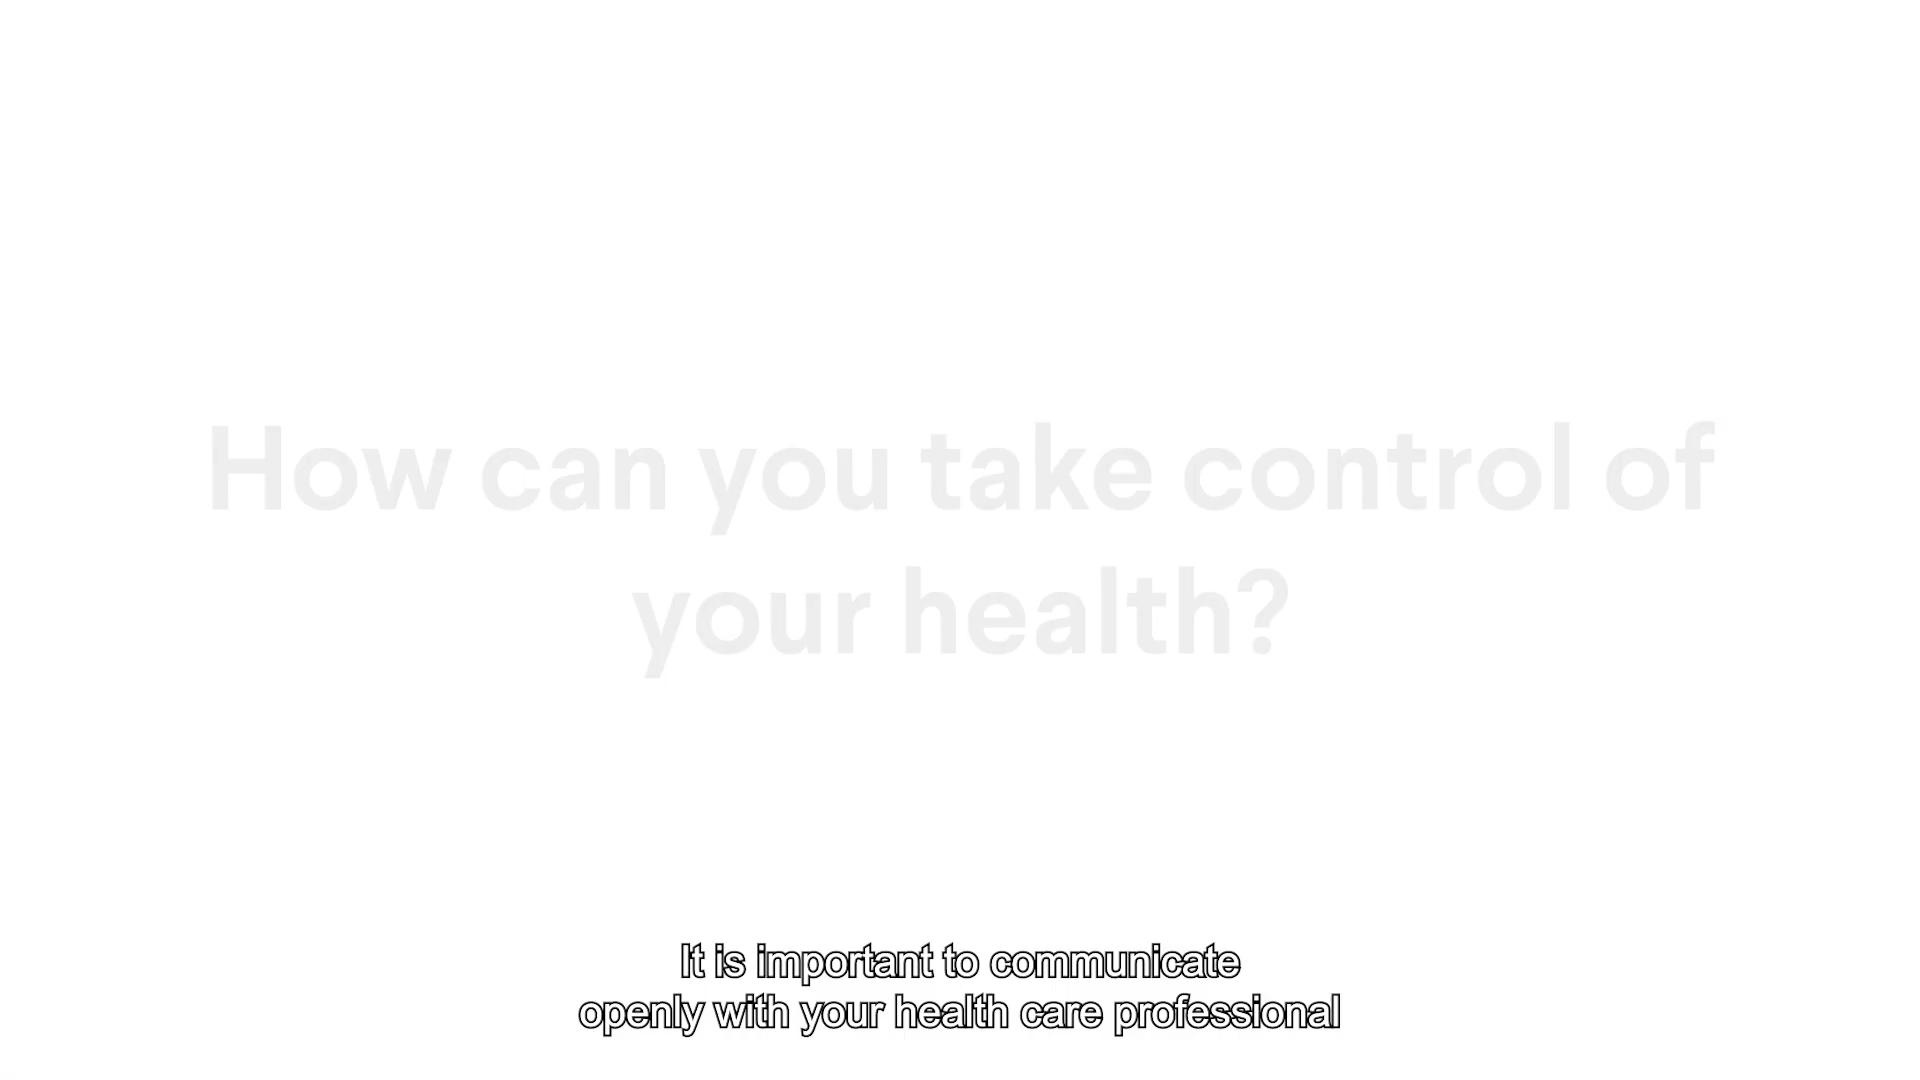 How can you take control of
your health?
It is important to communicate
openly with your health care professional